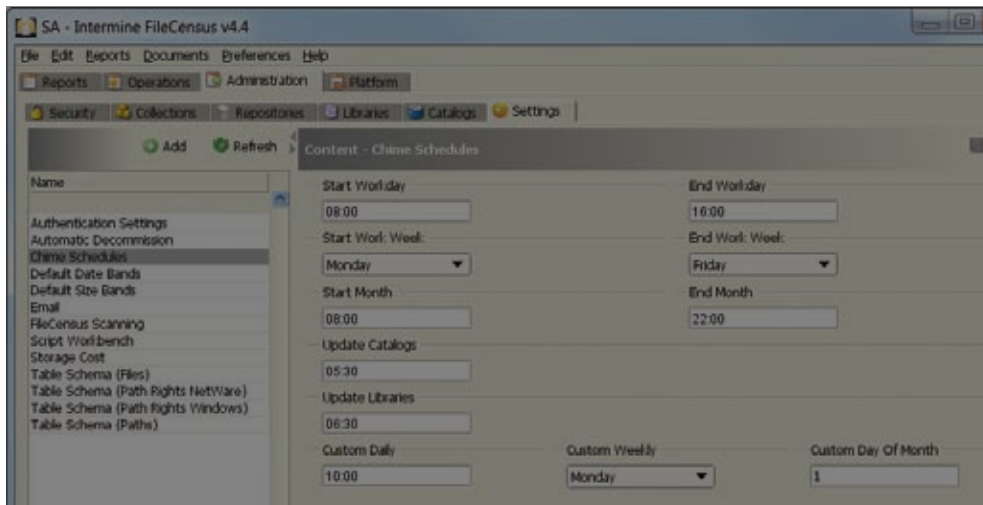 SA - Intermine FileCensus v4.4
File Edit Reports Documents Preferences Help
Reports Operations Administration Platform
Security Collections Repositories Libraries Catalogs Settings
Add Refresh
Content - Chime Schedules
Name
Authentication Settings
Automatic Decommission
Chime Schedules
Default Date Bands
Default Size Bands
Email
FileCensus Scanning
Script Workbench
Storage Cost
Table Schema (Files)
Table Schema (Path Rights NetWare)
Table Schema (Path Rights Windows)
Table Schema (Paths)
Start Workday End Workday
08:00 16:00
Start Work Week End Work Week
Monday Friday
Start Month End Month
08:00 22:00
Update Catalogs
05:30
Update Libraries
06:30
Custom Daily Custom Weekly Custom Day Of Month
10:00 Monday 1